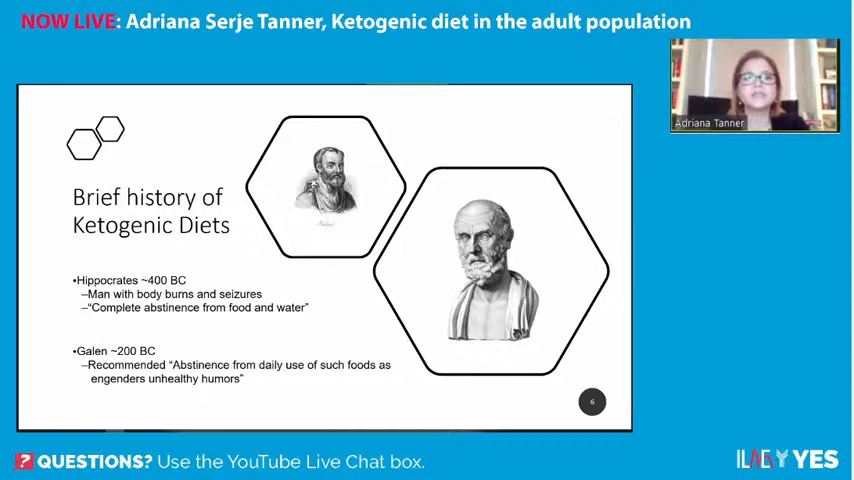 NOW LIVE: Adriana Serje Tanner, Ketogenic diet in the adult population
Adriana Tanner
Brief history of
Ketogenic Diets
•Hippocrates ~400 BC
–Man with body burns and seizures
–“Complete abstinence from food and water”
•Galen ~200 BC
–Recommended “Abstinence from daily use of such foods as
engenders unhealthy humors”
6
? QUESTIONS? Use the YouTube Live Chat box.
ILAE YES